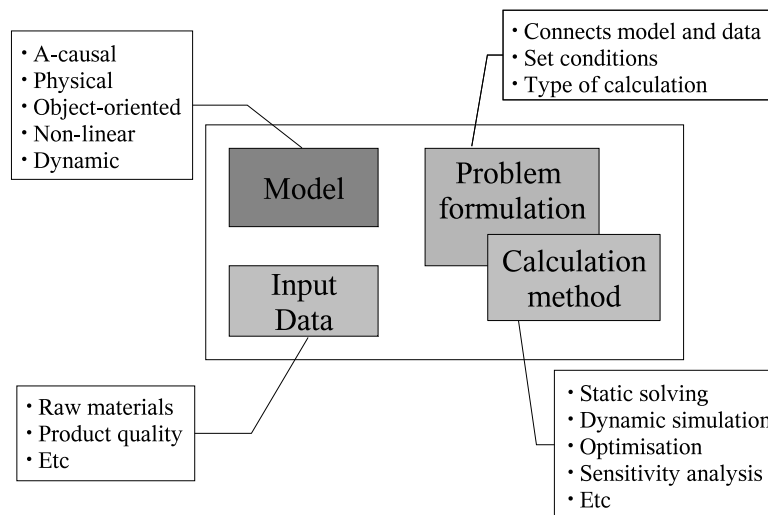 • A-causal
• Physical
• Object-oriented
• Non-linear
• Dynamic
• Connects model and data
• Set conditions
• Type of calculation
Model
Problem
formulation
Input
Data
Calculation
method
• Raw materials
• Product quality
• Etc
• Static solving
• Dynamic simulation
• Optimisation
• Sensitivity analysis
• Etc